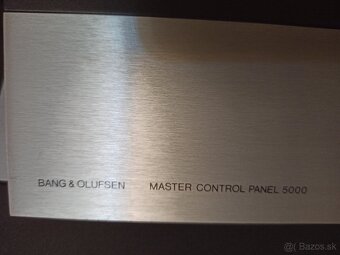 BANG & OLUFSEN MASTER CONTROL PANEL 5000
Bazos.sk